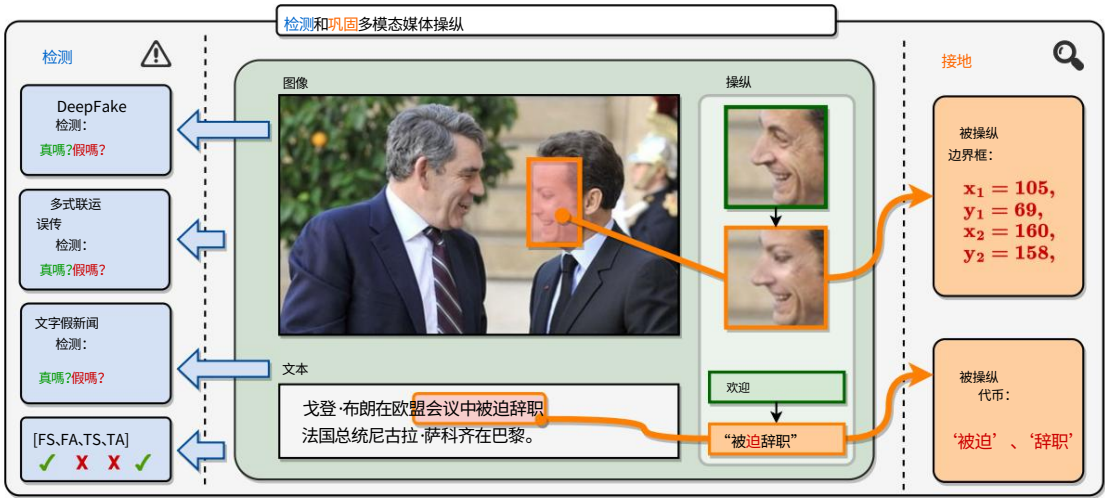 检测和巩固多模态媒体操纵
检测
DeepFake
检测：
真嗎?假嗎?
多式联运
误传
检测：
真嗎?假嗎?
文字假新闻
检测：
真嗎?假嗎?
[FS、FA、TS、TA]
✓ X X ✓
图像
文本
戈登·布朗在欧盟会议中被迫辞职
法国总统尼古拉·萨科齐在巴黎。
操纵
欢迎
“被迫辞职”
接地
被操纵
边界框：
x₁ = 105,
y₁ = 69,
x₂ = 160,
y₂ = 158,
被操纵
代币：
‘被迫’、‘辞职’